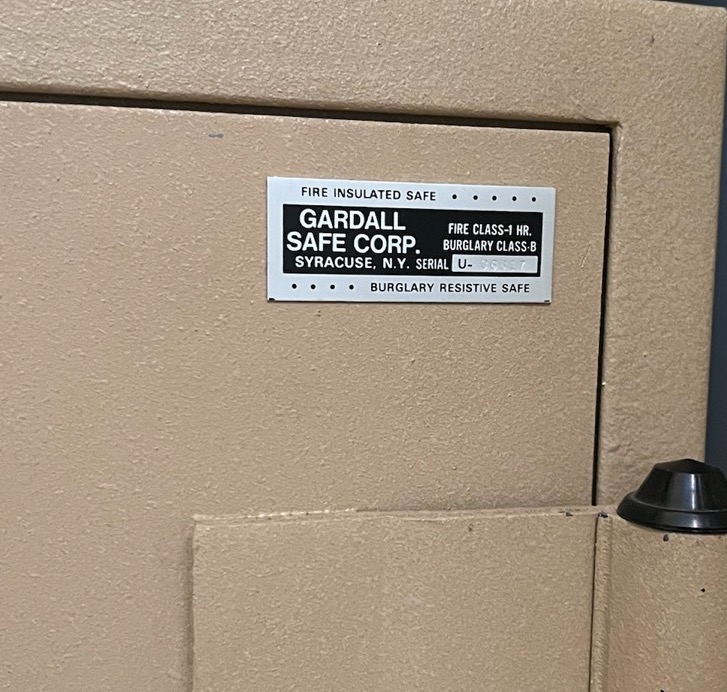 FIRE INSULATED SAFE • • • • •
GARDALL
SAFE CORP.
FIRE CLASS-1 HR.
BURGLARY CLASS-B
SYRACUSE, N.Y. SERIAL U-
• • • • BURGLARY RESISTIVE SAFE